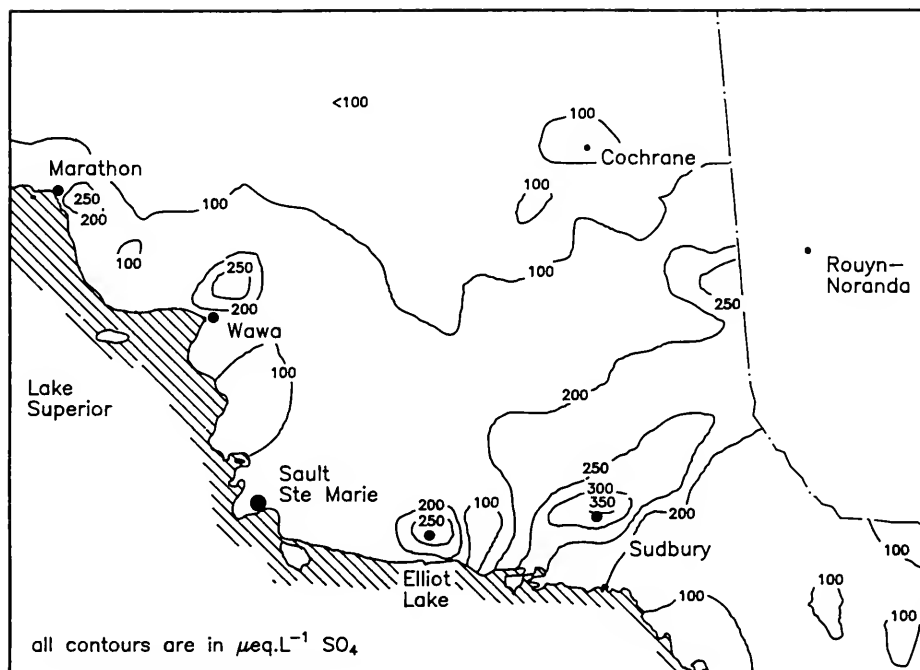 <100
100
Cochrane
Marathon
250
200
100
100
100
100
Rouyn—
Noranda
250
250
200
Wawa
100
Lake
Superior
200
250
300
350
200
Sault
Ste Marie
200
250
100
Sudbury
Elliot
Lake
100
100
100
100
all contours are in μeq.L⁻¹ SO₄